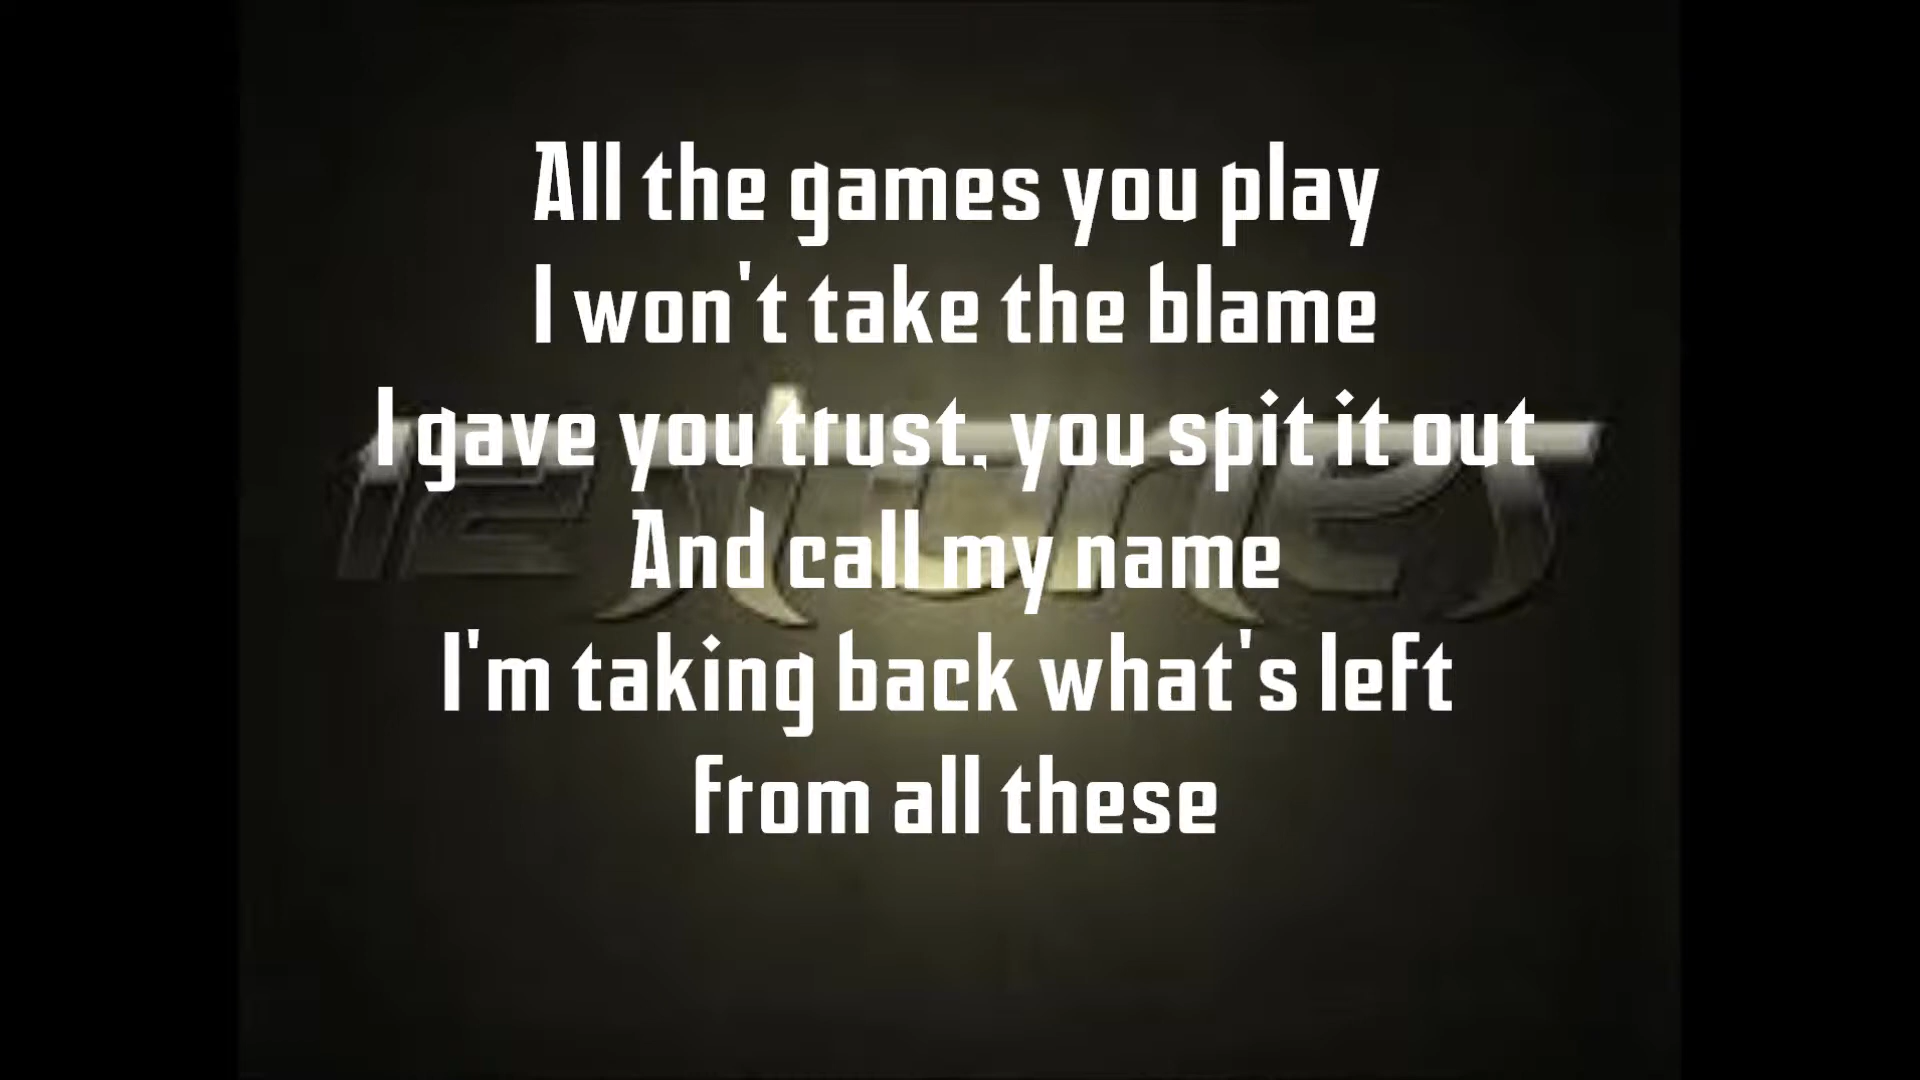 All the games you play
I won't take the blame
I gave you trust, you spit it out
And call my name
I'm taking back what's left
from all these